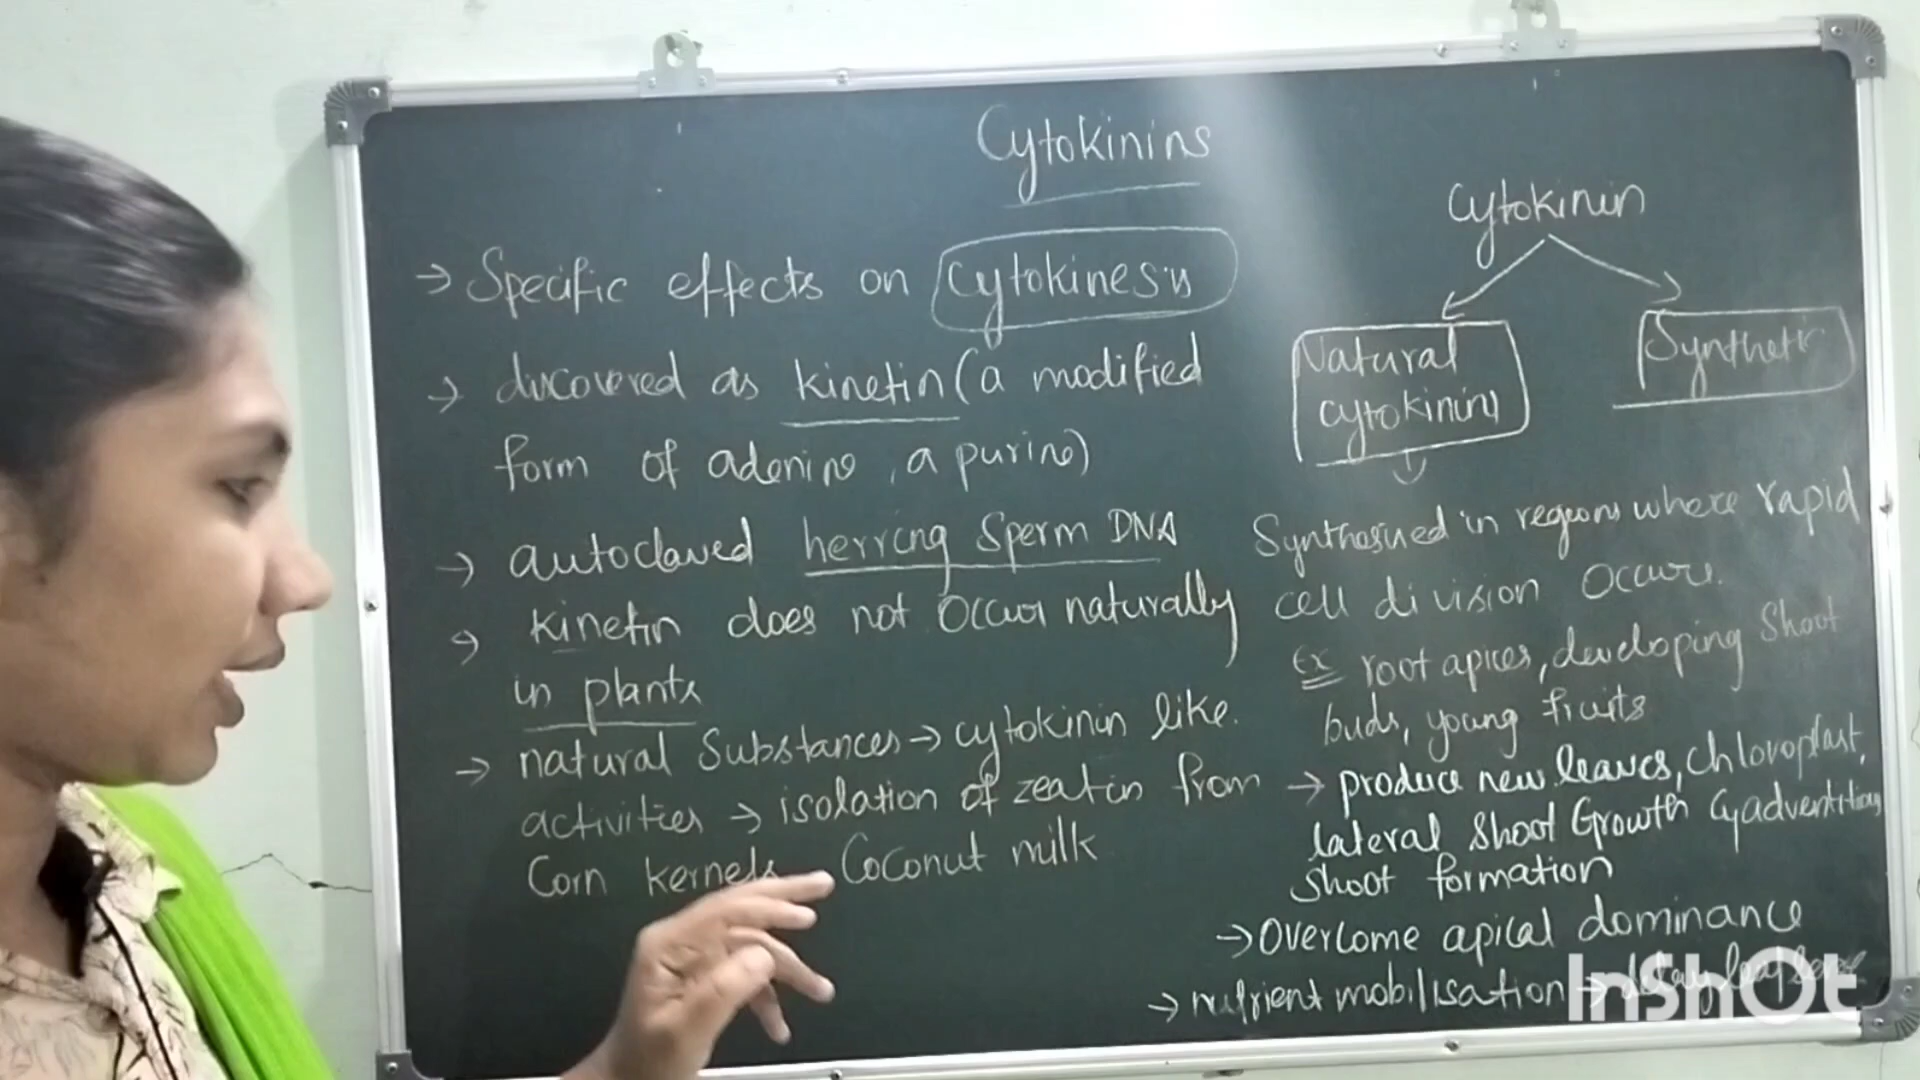 Cytokinins
→ Specific effects on Cytokinesis
→ discovered as kinetin (a modified
form of adenine, a purine)
→ autoclaved herring Sperm DNA
→ kinetin does not occur naturally
in plants
→ natural Substances → cytokinin like
activities → isolation of zeatin from
Corn kernels Coconut milk
Cytokinin
Natural
cytokinins
Synthetic
Synthesised in regions where rapid
cell division occurs.
Ex root apices, developing Shoot
buds, young fruits
→ produce new leaves, chloroplast,
lateral Shoot Growth & adventitious
Shoot formation
→ Overcome apical dominance
→ nutrient mobilisation → delay leaf
InShOt